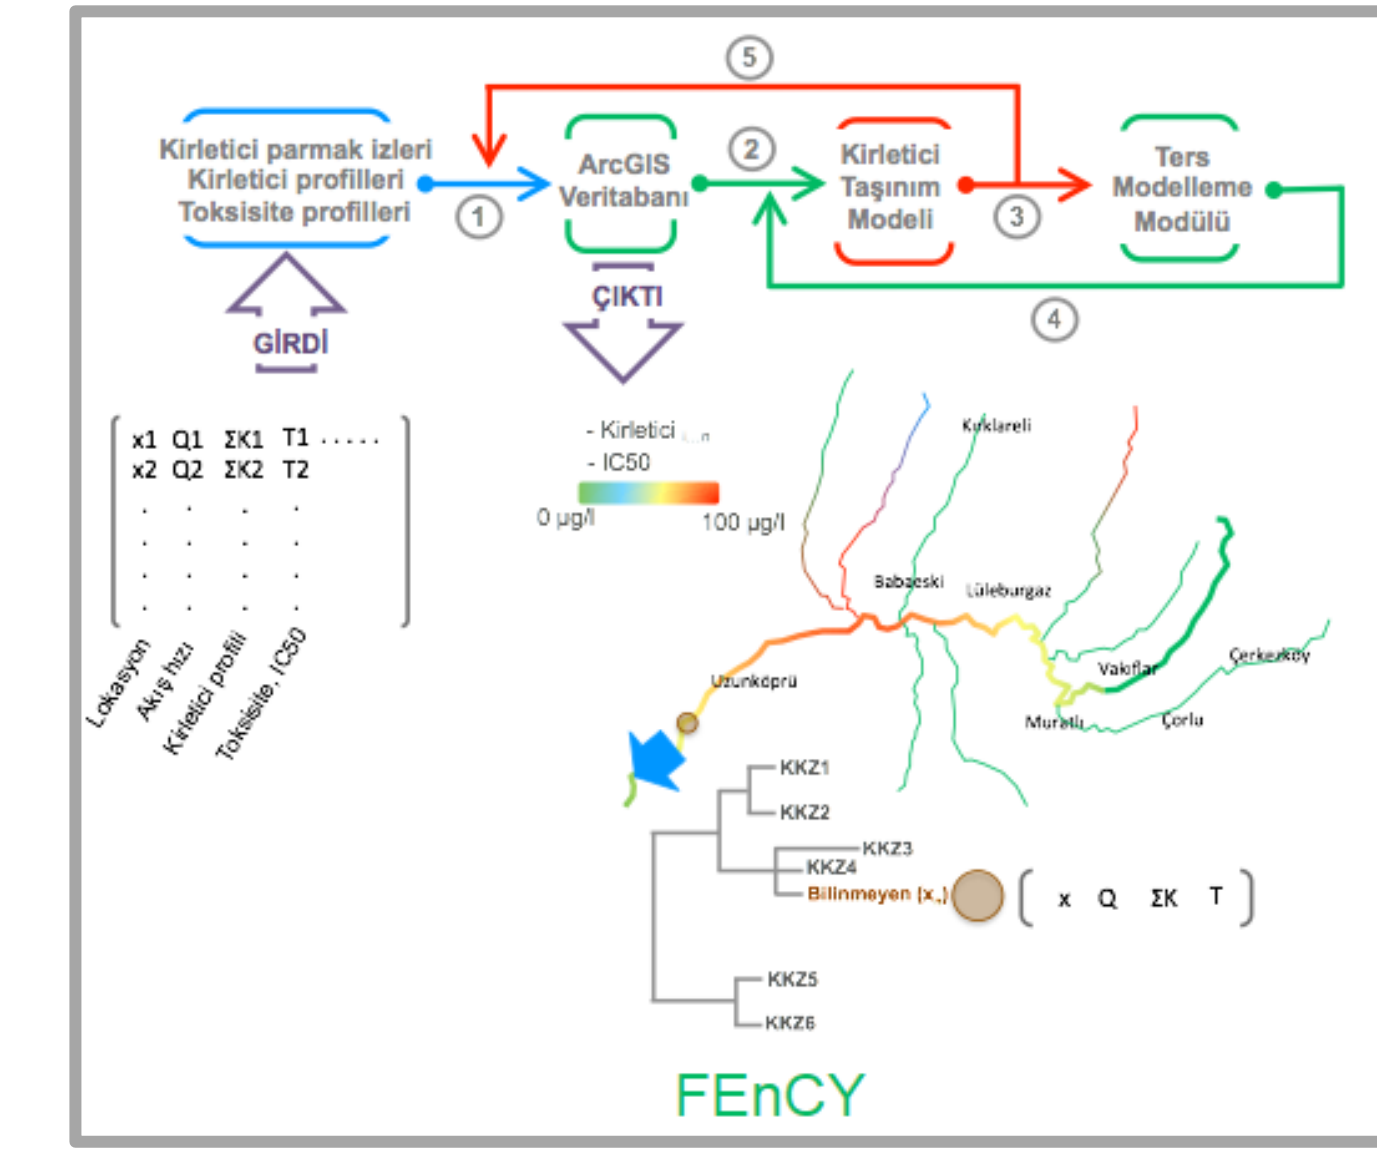 5
Kirletici parmak izleri
Kirletici profilleri
Toksisite profilleri
1
ArcGIS
Veritabanı
2
Kirletici
Taşınım
Modeli
3
Ters
Modelleme
Modülü
4
GİRDİ
ÇIKTI
x1 Q1 ΣK1 T1 .....
x2 Q2 ΣK2 T2
Lokasyon
Akış hızı
Kirletici profili
Toksisite, IC50
- Kirletici
- IC50
0 µg/l
100 µg/l
Kırklareli
Babaeski
Lüleburgaz
Vakıflar
Çerkezköy
Muratlı
Çorlu
Uzunköprü
KKZ1
KKZ2
KKZ3
KKZ4
Bilinmeyen
x Q ΣK T
KKZ5
KKZ6
FEnCY